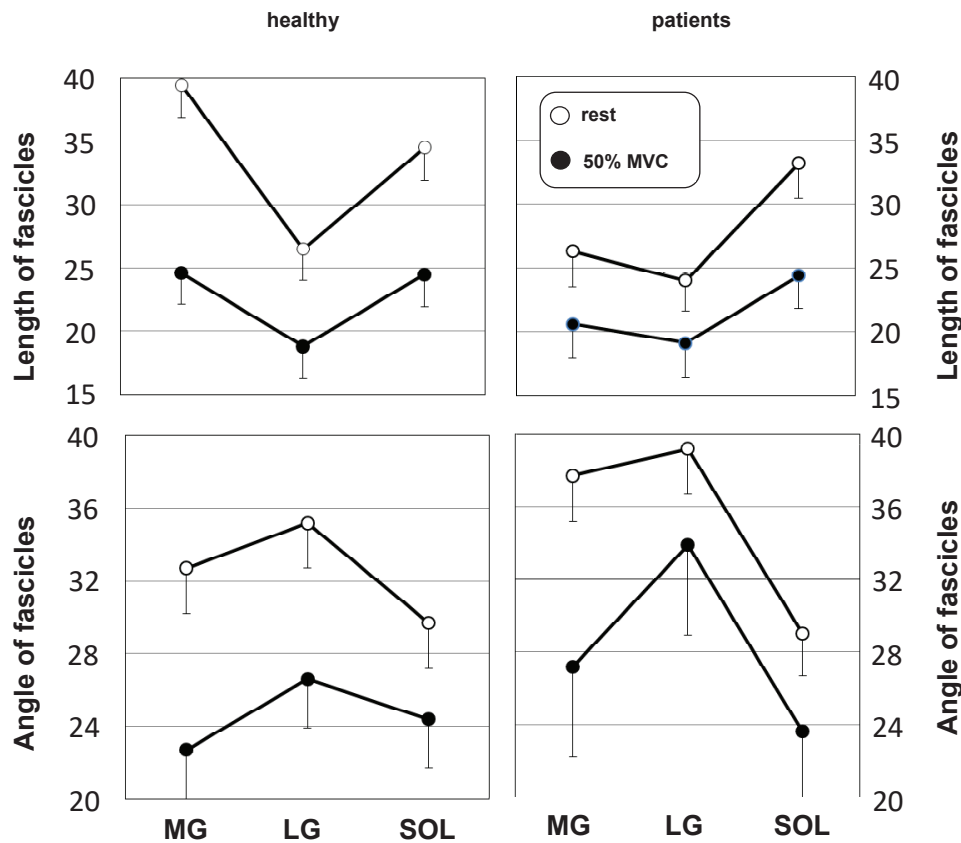 healthy
patients
Length of fascicles
40
35
30
25
20
15
rest
50% MVC
40
35
30
25
20
15
Length of fascicles
Angle of fascicles
40
36
32
28
24
20
MG
LG
SOL
40
36
32
28
24
20
MG
LG
SOL
Angle of fascicles